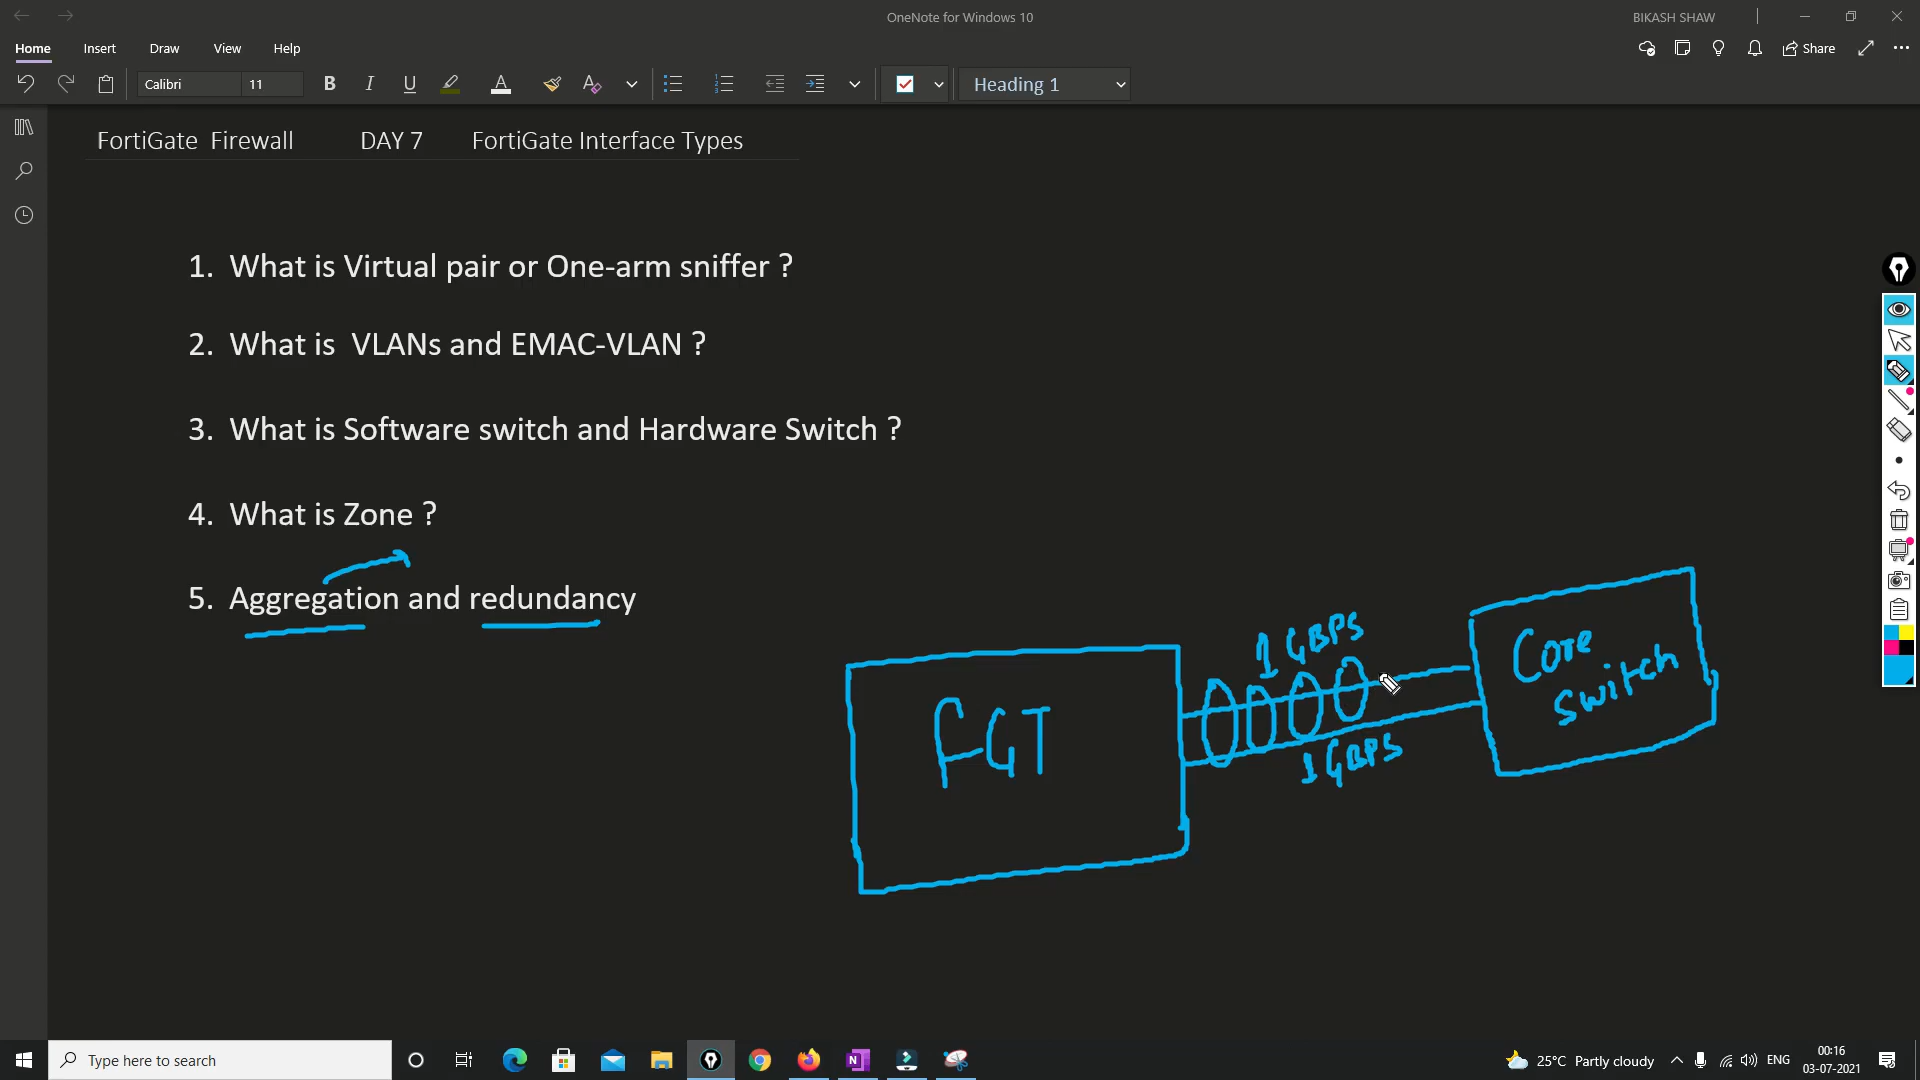 OneNote for Windows 10
BIKASH SHAW
Home Insert Draw View Help
Share
Calibri 11 B I U A A Heading 1
FortiGate Firewall DAY 7 FortiGate Interface Types
1. What is Virtual pair or One-arm sniffer ?
2. What is VLANs and EMAC-VLAN ?
3. What is Software switch and Hardware Switch ?
4. What is Zone ?
5. Aggregation and redundancy
1 GBPS
Core
Switch
FGT
1 GBPS
Type here to search
25°C Partly cloudy
ENG
00:16
03-07-2021